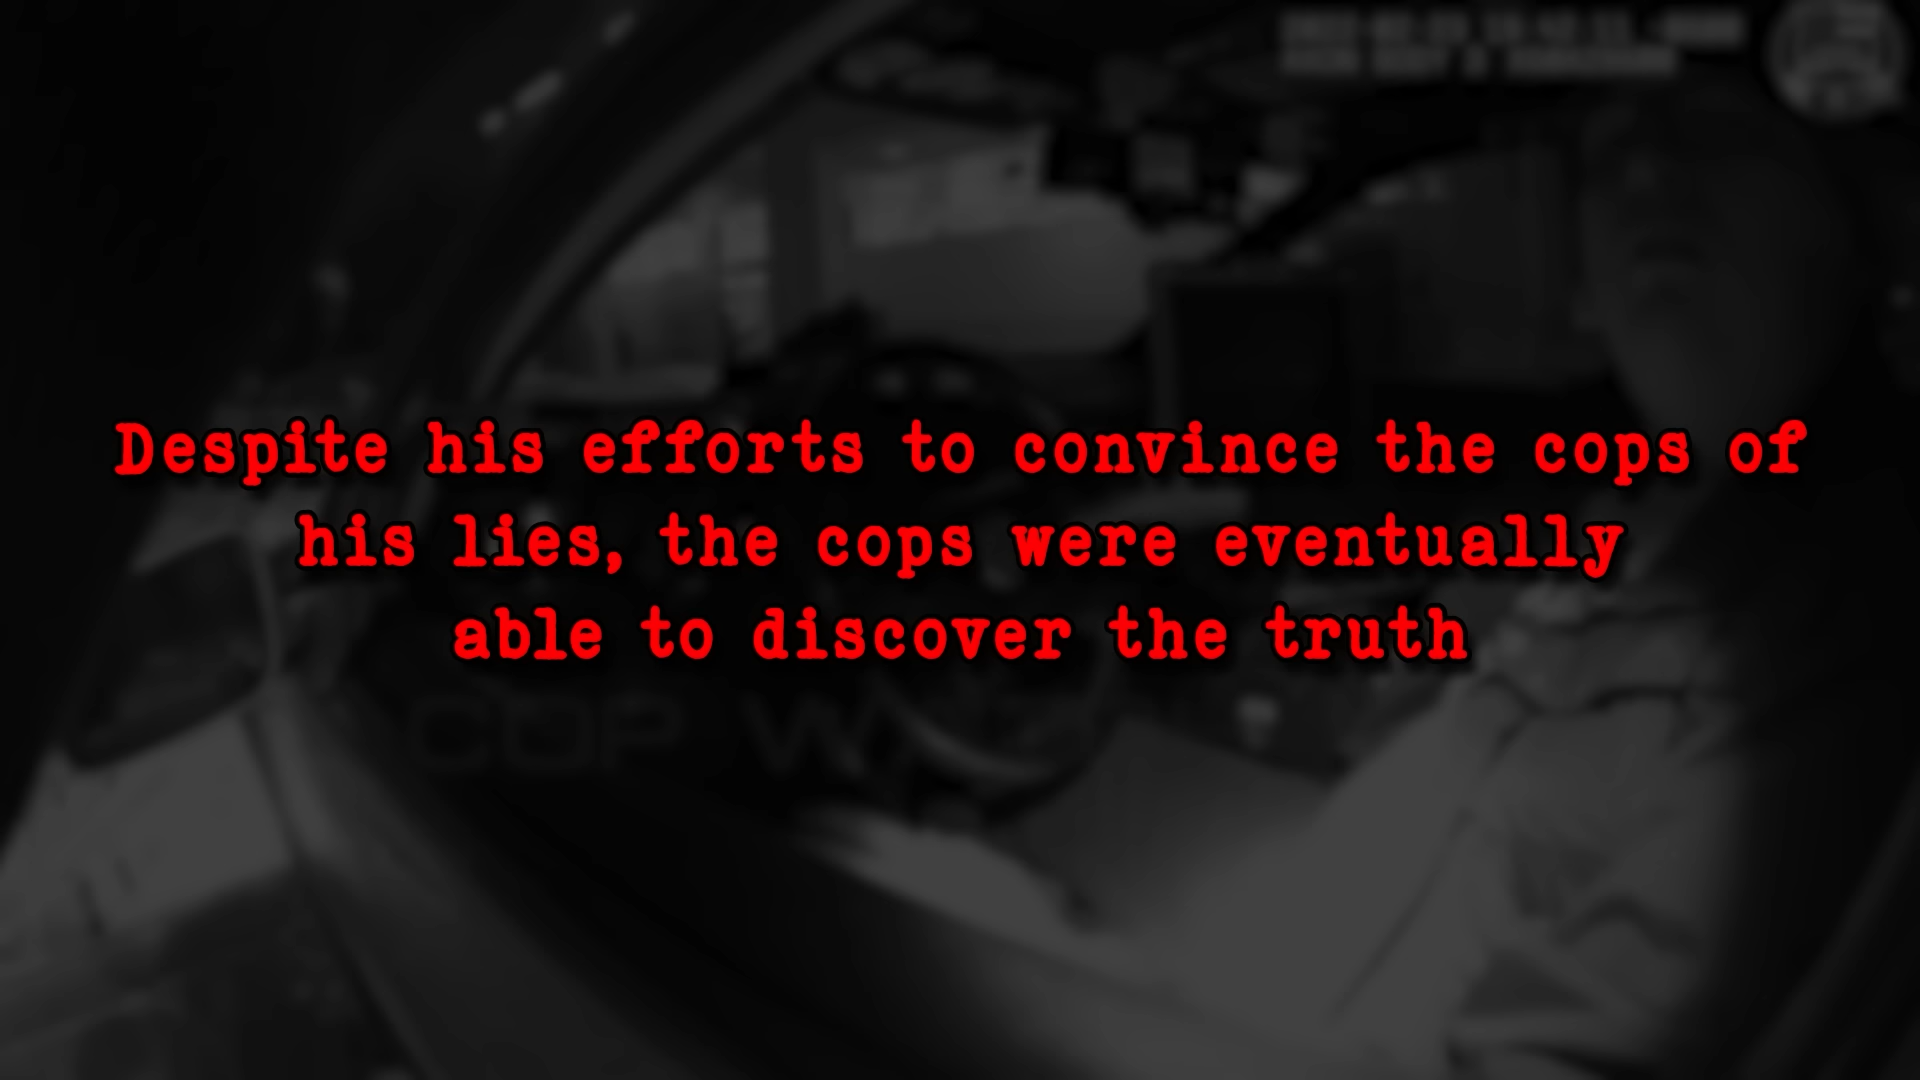 Despite his efforts to convince the cops of
his lies, the cops were eventually
able to discover the truth
COP W